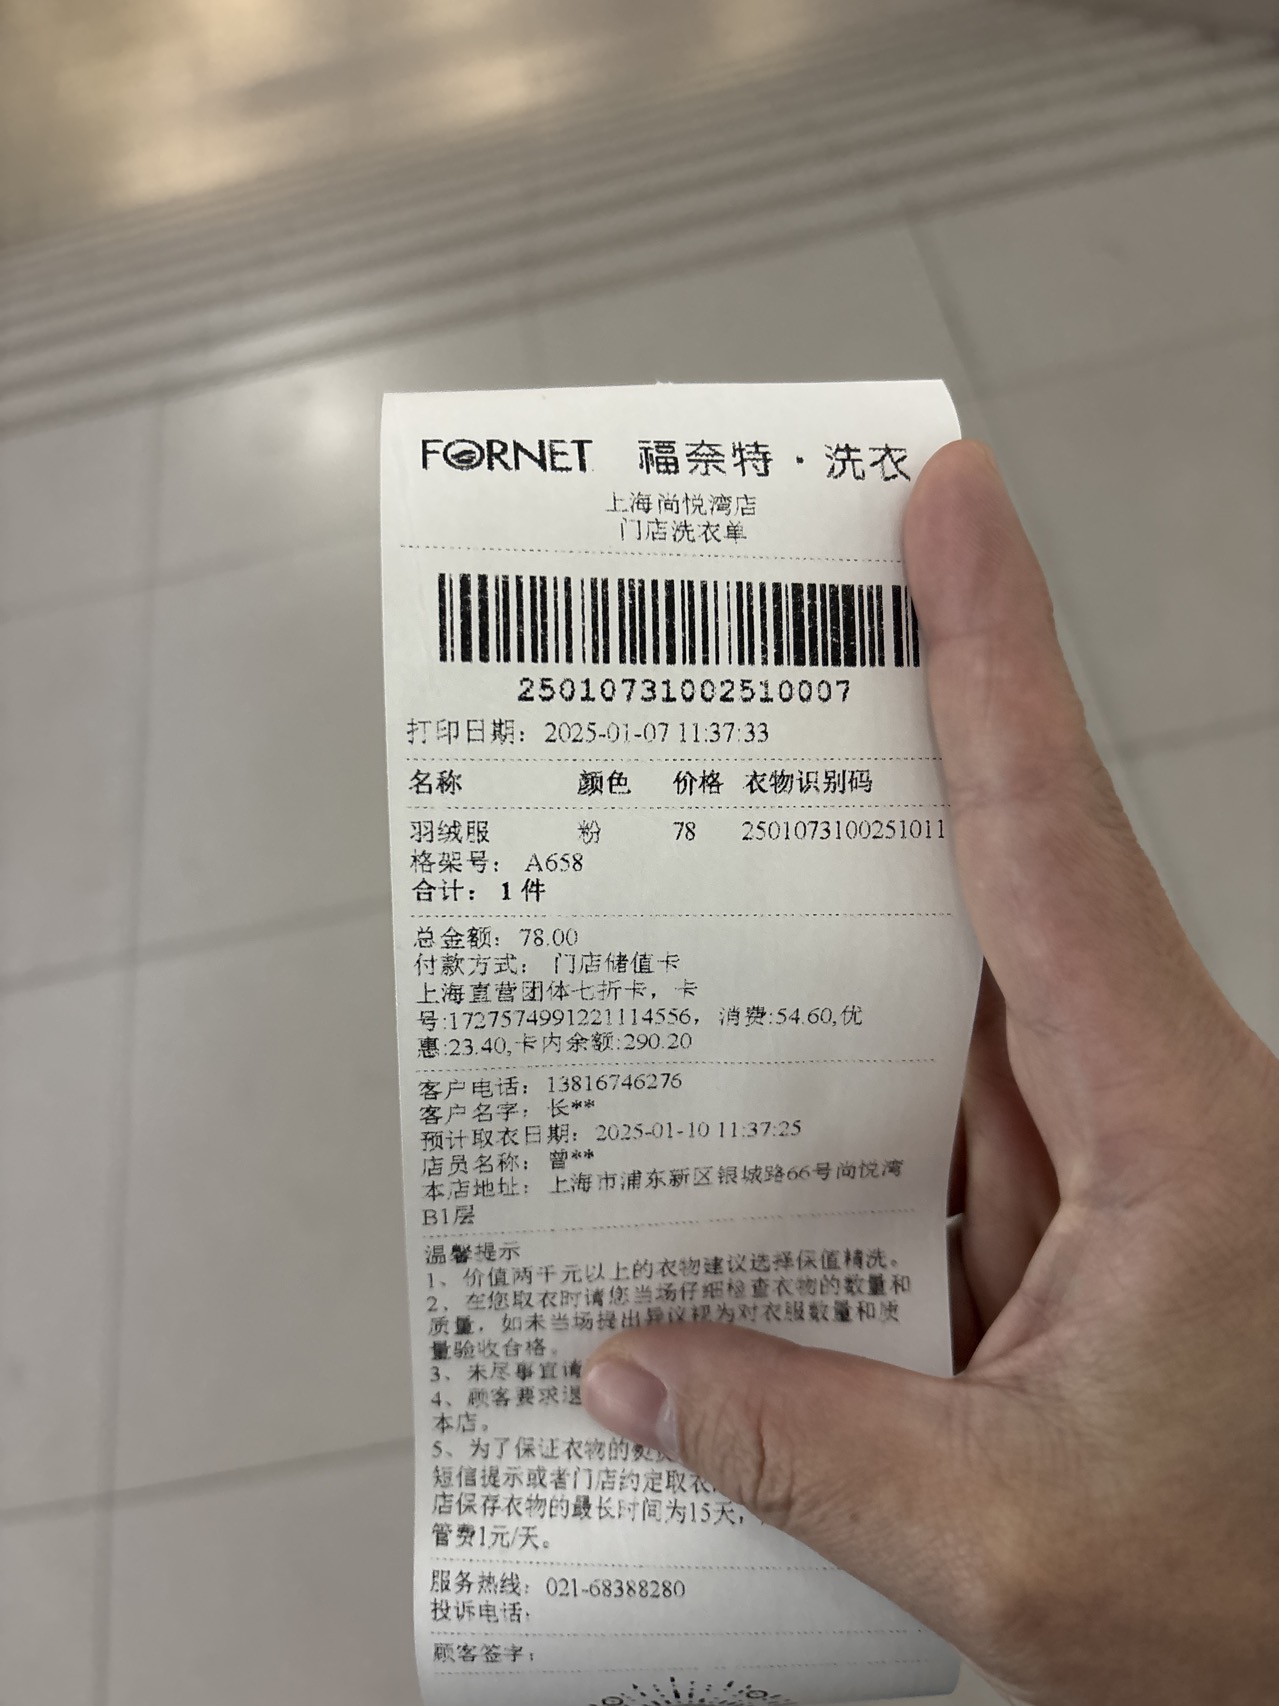 FORNET 福奈特·洗衣
上海尚悦湾店
门店洗衣单
25010731002510007
打印日期：2025-01-07 11:37:33
名称 颜色 价格 衣物识别码
羽绒服 粉 78 2501073100251011
格架号： A658
合计： 1 件
总金额：78.00
付款方式： 门店储值卡
上海直营团体七折卡，卡
号:1727574991221114556， 消费:54.60,优
惠:23.40,卡内余额:290.20
客户电话：13816746276
客户名字：长**
预计取衣日期：2025-01-10 11:37:25
店员名称：曾**
本店地址： 上海市浦东新区银城路66号尚悦湾
B1层
温馨提示
1、价值两千元以上的衣物建议选择保值精洗。
2、在您取衣时请您当场仔细检查衣物的数量和
质量，如未当场提出异议视为对衣服数量和质
量验收合格。
3、未尽事宜请
4、顾客要求退
本店。
5、为了保证衣物的
短信提示或者门店约定取衣
店保存衣物的最长时间为15天，
管费1元/天。
服务热线：021-68388280
投诉电话：
顾客签字：